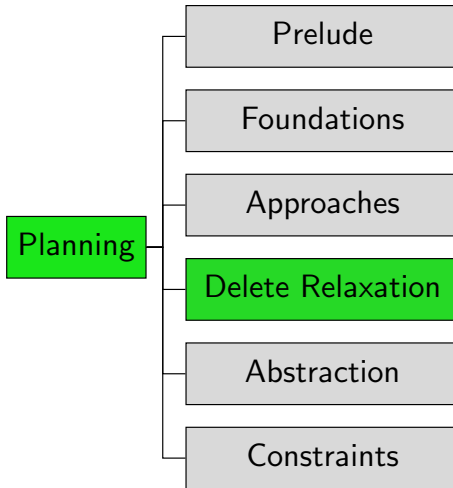 Prelude
Foundations
Approaches
Planning
Delete Relaxation
Abstraction
Constraints